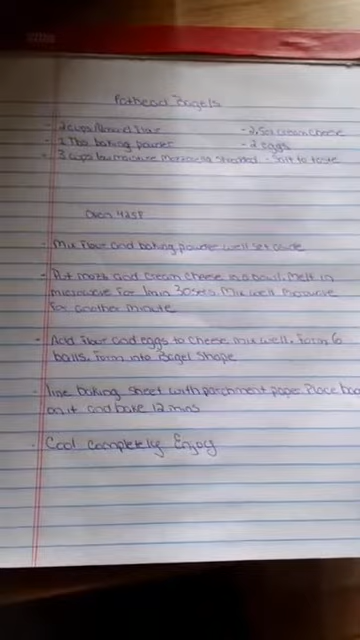 Fathead Bagels
- 2 cups Almond flour - 2.5oz cream cheese
- 1 Tbs baking powder - 2 eggs
- 3 cups low moisture Mozzarella shredded - Salt to taste
Oven 425F
- Mix flour and baking powder well set aside
- Put mozz and cream cheese in a bowl. Melt in
microwave for 1min 30secs. Mix well
for another minute
- Add flour and eggs to cheese mix well. Form 6
balls. Form into Bagel shape
- line baking sheet with parchment paper Place
on it and bake 12 mins
- Cool completely Enjoy